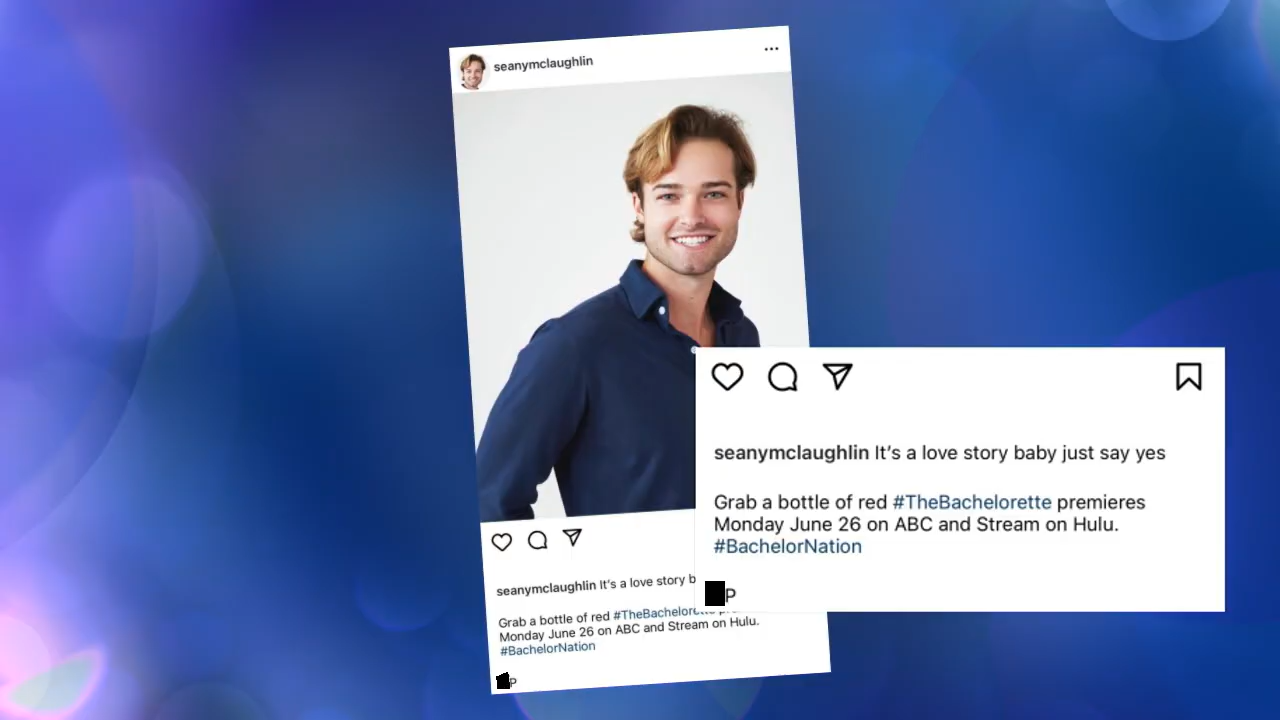 seanymclaughlin
seanymclaughlin It's a love story b
Grab a bottle of red #TheBachelorette
Monday June 26 on ABC and Stream on Hulu.
#BachelorNation
P
seanymclaughlin It's a love story baby just say yes
Grab a bottle of red #TheBachelorette premieres
Monday June 26 on ABC and Stream on Hulu.
#BachelorNation
P